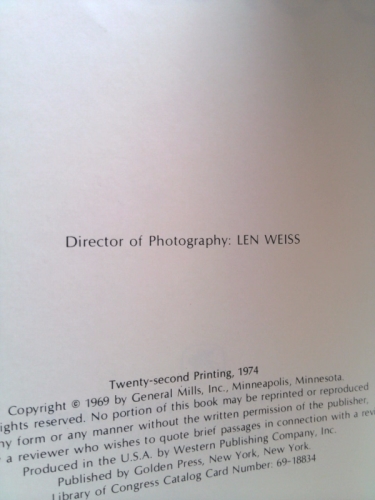 Director of Photography: LEN WEISS
Twenty-second Printing, 1974
Copyright © 1969 by General Mills, Inc., Minneapolis, Minnesota.
rights reserved. No portion of this book may be reprinted or reproduced
ny form or any manner without the written permission of the publisher,
a reviewer who wishes to quote brief passages in connection with a revi
Produced in the U.S.A. by Western Publishing Company, Inc.
Published by Golden Press, New York, New York.
Library of Congress Catalog Card Number: 69-18834